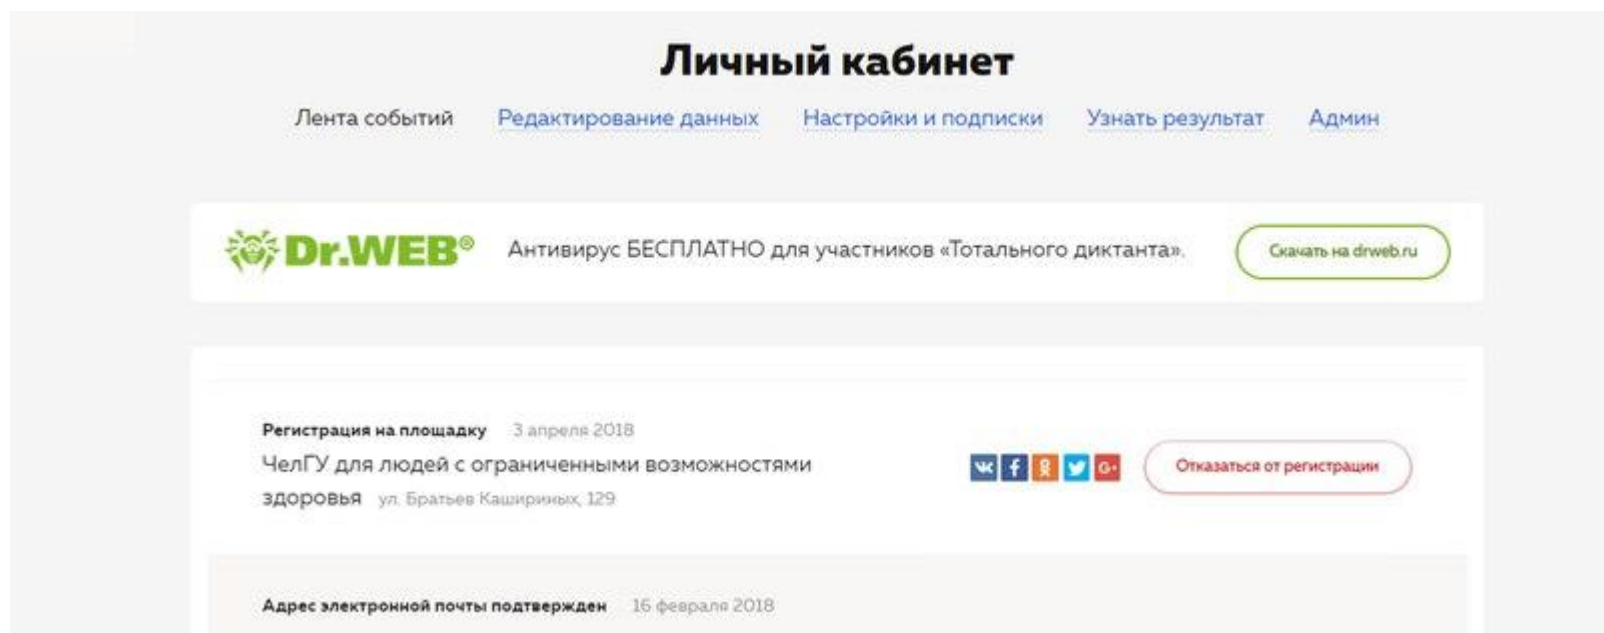 Личный кабинет
Лента событий Редактирование данных Настройки и подписки Узнать результат Админ
Dr.WEB® Антивирус БЕСПЛАТНО для участников «Тотального диктанта». Скачать на drweb.ru
Регистрация на площадку 3 апреля 2018
ЧелГУ для людей с ограниченными возможностями
здоровья ул. Братьев Кашириных, 129
Отказаться от регистрации
Адрес электронной почты подтвержден 16 февраля 2018